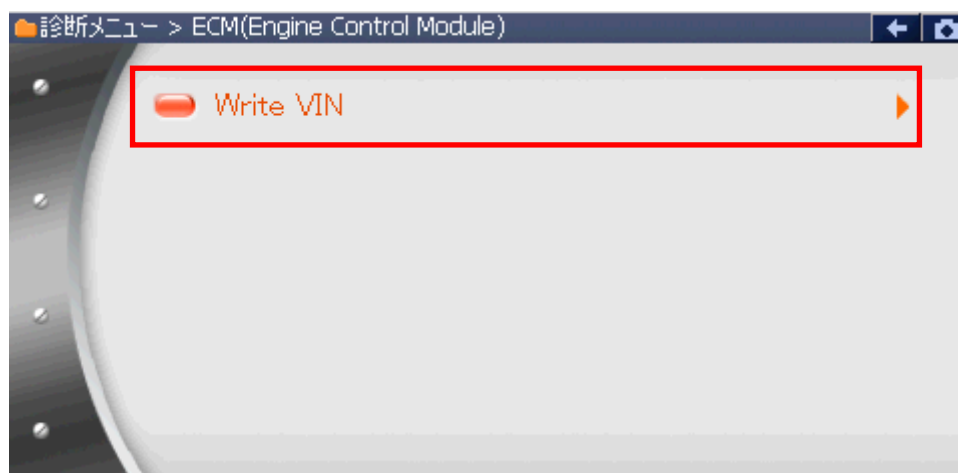 診断メニュー > ECM(Engine Control Module)
Write VIN